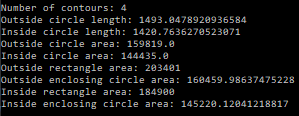 Number of contours: 4
Outside circle length: 1493.0478920936584
Inside circle length: 1420.7636270523071
Outside circle area: 159819.0
Inside circle area: 144435.0
Outside rectangle area: 203401
Outside enclosing circle area: 160459.98637475228
Inside rectangle area: 184900
Inside enclosing circle area: 145220.12041218817